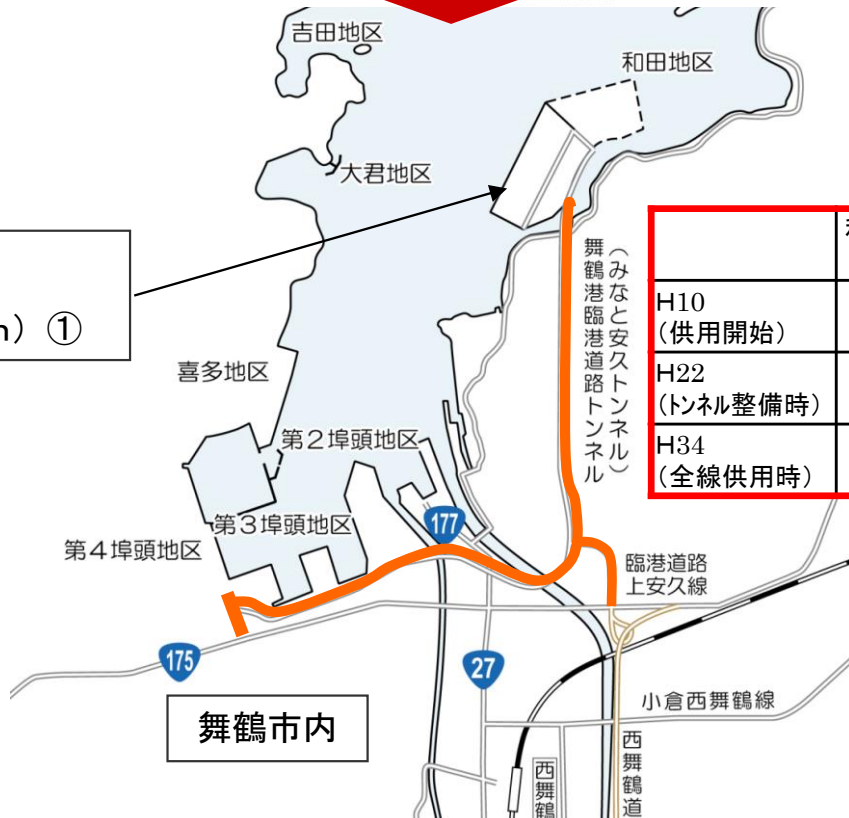 吉田地区
和田地区
大君地区
n) ①
(みなと安久トンネル)
舞鶴港臨港道路トンネル
H10
(供用開始)
H22
(トンネル整備時)
H34
(全線供用時)
喜多地区
第2埠頭地区
第3埠頭地区
177
第4埠頭地区
臨港道路
上安久線
175
27
小倉西舞鶴線
舞鶴市内
西舞鶴道
西舞鶴